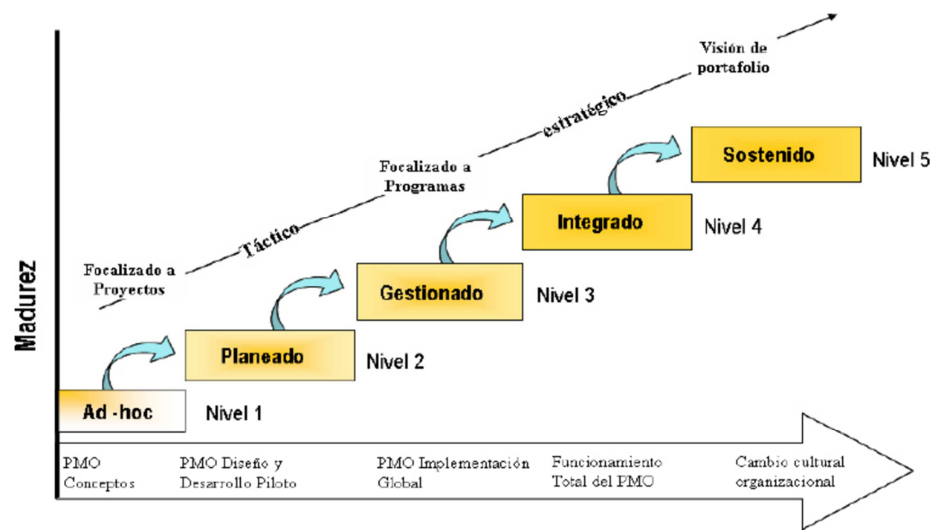 Visión de
portafolio
estratégico
Focalizado a
Programas
Táctico
Focalizado a
Proyectos
Madurez
Sostenido
Nivel 5
Integrado
Nivel 4
Gestionado
Nivel 3
Planeado
Nivel 2
Ad -hoc
Nivel 1
PMO
Conceptos
PMO Diseño y
Desarrollo Piloto
PMO Implementación
Global
Funcionamiento
Total del PMO
Cambio cultural
organizacional